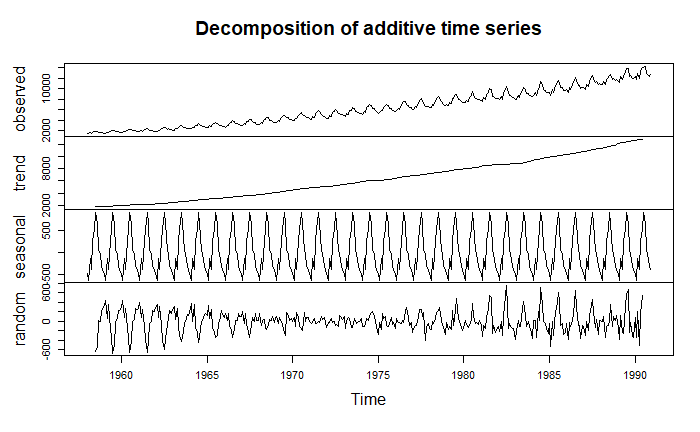 Decomposition of additive time series
observed
2000 10000
trend
2000 8000
seasonal
-500 500
random
-600 0 600
1960 1965 1970 1975 1980 1985 1990
Time